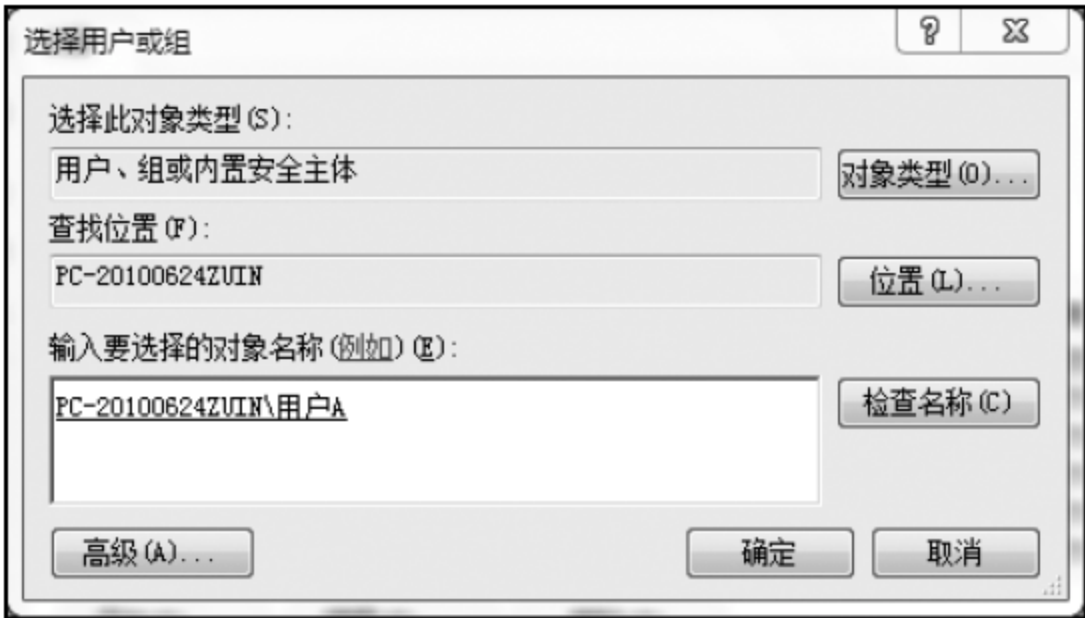 选择用户或组
选择此对象类型(S):
用户、组或内置安全主体
对象类型(O)...
查找位置(F):
PC-20100624ZUIN
位置(L)...
输入要选择的对象名称(例如)(E):
PC-20100624ZUIN\用户A
检查名称(C)
高级(A)...
确定
取消